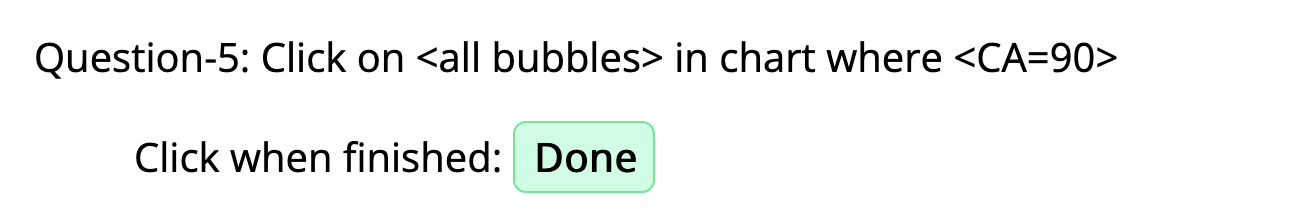 Question-5: Click on <all bubbles> in chart where <CA=90>
Click when finished: Done